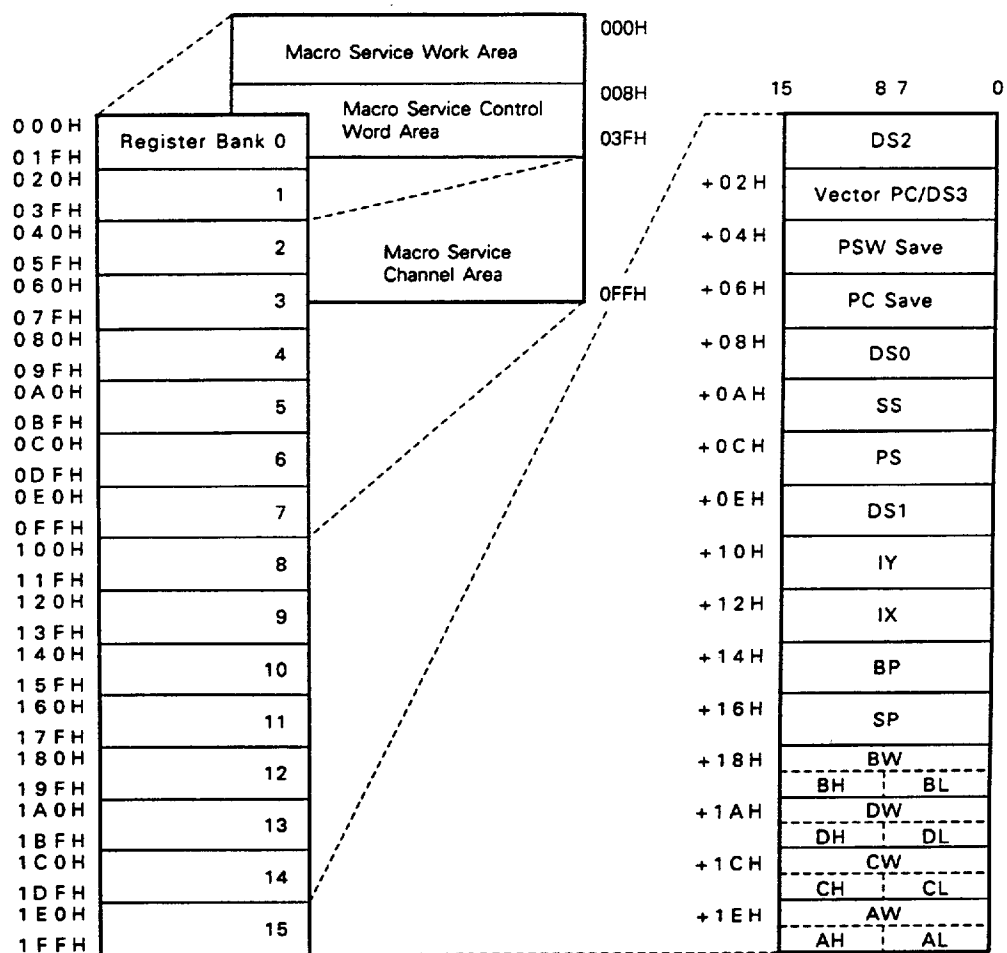 000H
Macro Service Work Area
008H
Macro Service Control
Word Area
03FH
Macro Service
Channel Area
0FFH
000H
Register Bank 0
01FH
020H
1
03FH
040H
2
05FH
060H
3
07FH
080H
4
09FH
0A0H
5
0BFH
0C0H
6
0DFH
0E0H
7
0FFH
100H
8
11FH
120H
9
13FH
140H
10
15FH
160H
11
17FH
180H
12
19FH
1A0H
13
1BFH
1C0H
14
1DFH
1E0H
15
1FFH
15 8 7 0
DS2
+02H Vector PC/DS3
+04H PSW Save
+06H PC Save
+08H DS0
+0AH SS
+0CH PS
+0EH DS1
+10H IY
+12H IX
+14H BP
+16H SP
+18H BW
BH BL
+1AH DW
DH DL
+1CH CW
CH CL
+1EH AW
AH AL